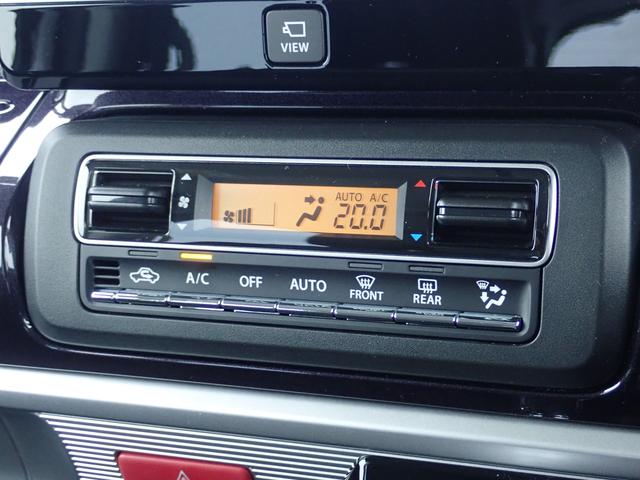 VIEW
AUTO A/C
20.0
A/C OFF AUTO FRONT REAR